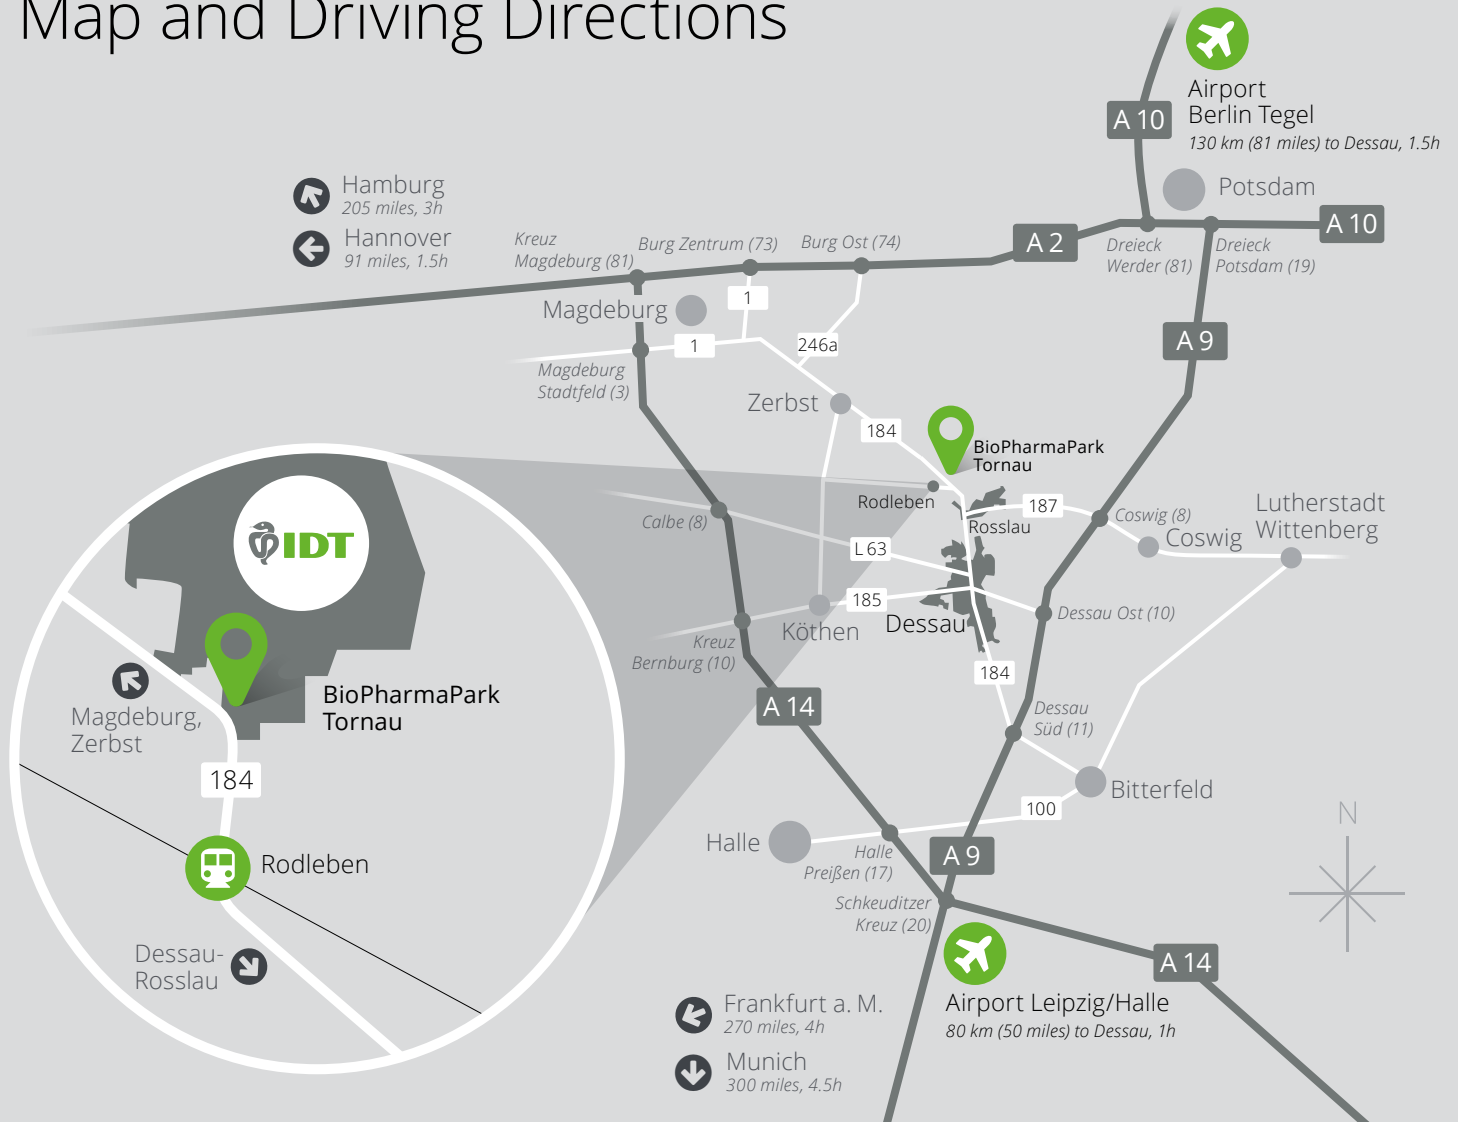 Map and Driving Directions
Airport
Berlin Tegel
130 km (81 miles) to Dessau, 1.5h
A 10
Potsdam
A 10
Hamburg
205 miles, 3h
Hannover
91 miles, 1.5h
Kreuz
Magdeburg (81)
Burg Zentrum (73)
Burg Ost (74)
A 2
Dreieck
Werder (81)
Dreieck
Potsdam (19)
Magdeburg
1
1
246a
A 9
Magdeburg
Stadtfeld (3)
Zerbst
184
BioPharmaPark
Tornau
Rodleben
Rosslau
187
Coswig (8)
Coswig
Lutherstadt
Wittenberg
Calbe (8)
L 63
185
Köthen
Dessau
Dessau Ost (10)
Kreuz
Bernburg (10)
184
A 14
Dessau
Süd (11)
Bitterfeld
100
Halle
Halle
Preißen (17)
A 9
Schkeuditzer
Kreuz (20)
N
A 14
Airport Leipzig/Halle
80 km (50 miles) to Dessau, 1h
Frankfurt a. M.
270 miles, 4h
Munich
300 miles, 4.5h
IDT
BioPharmaPark
Tornau
Magdeburg,
Zerbst
184
Rodleben
Dessau-
Rosslau